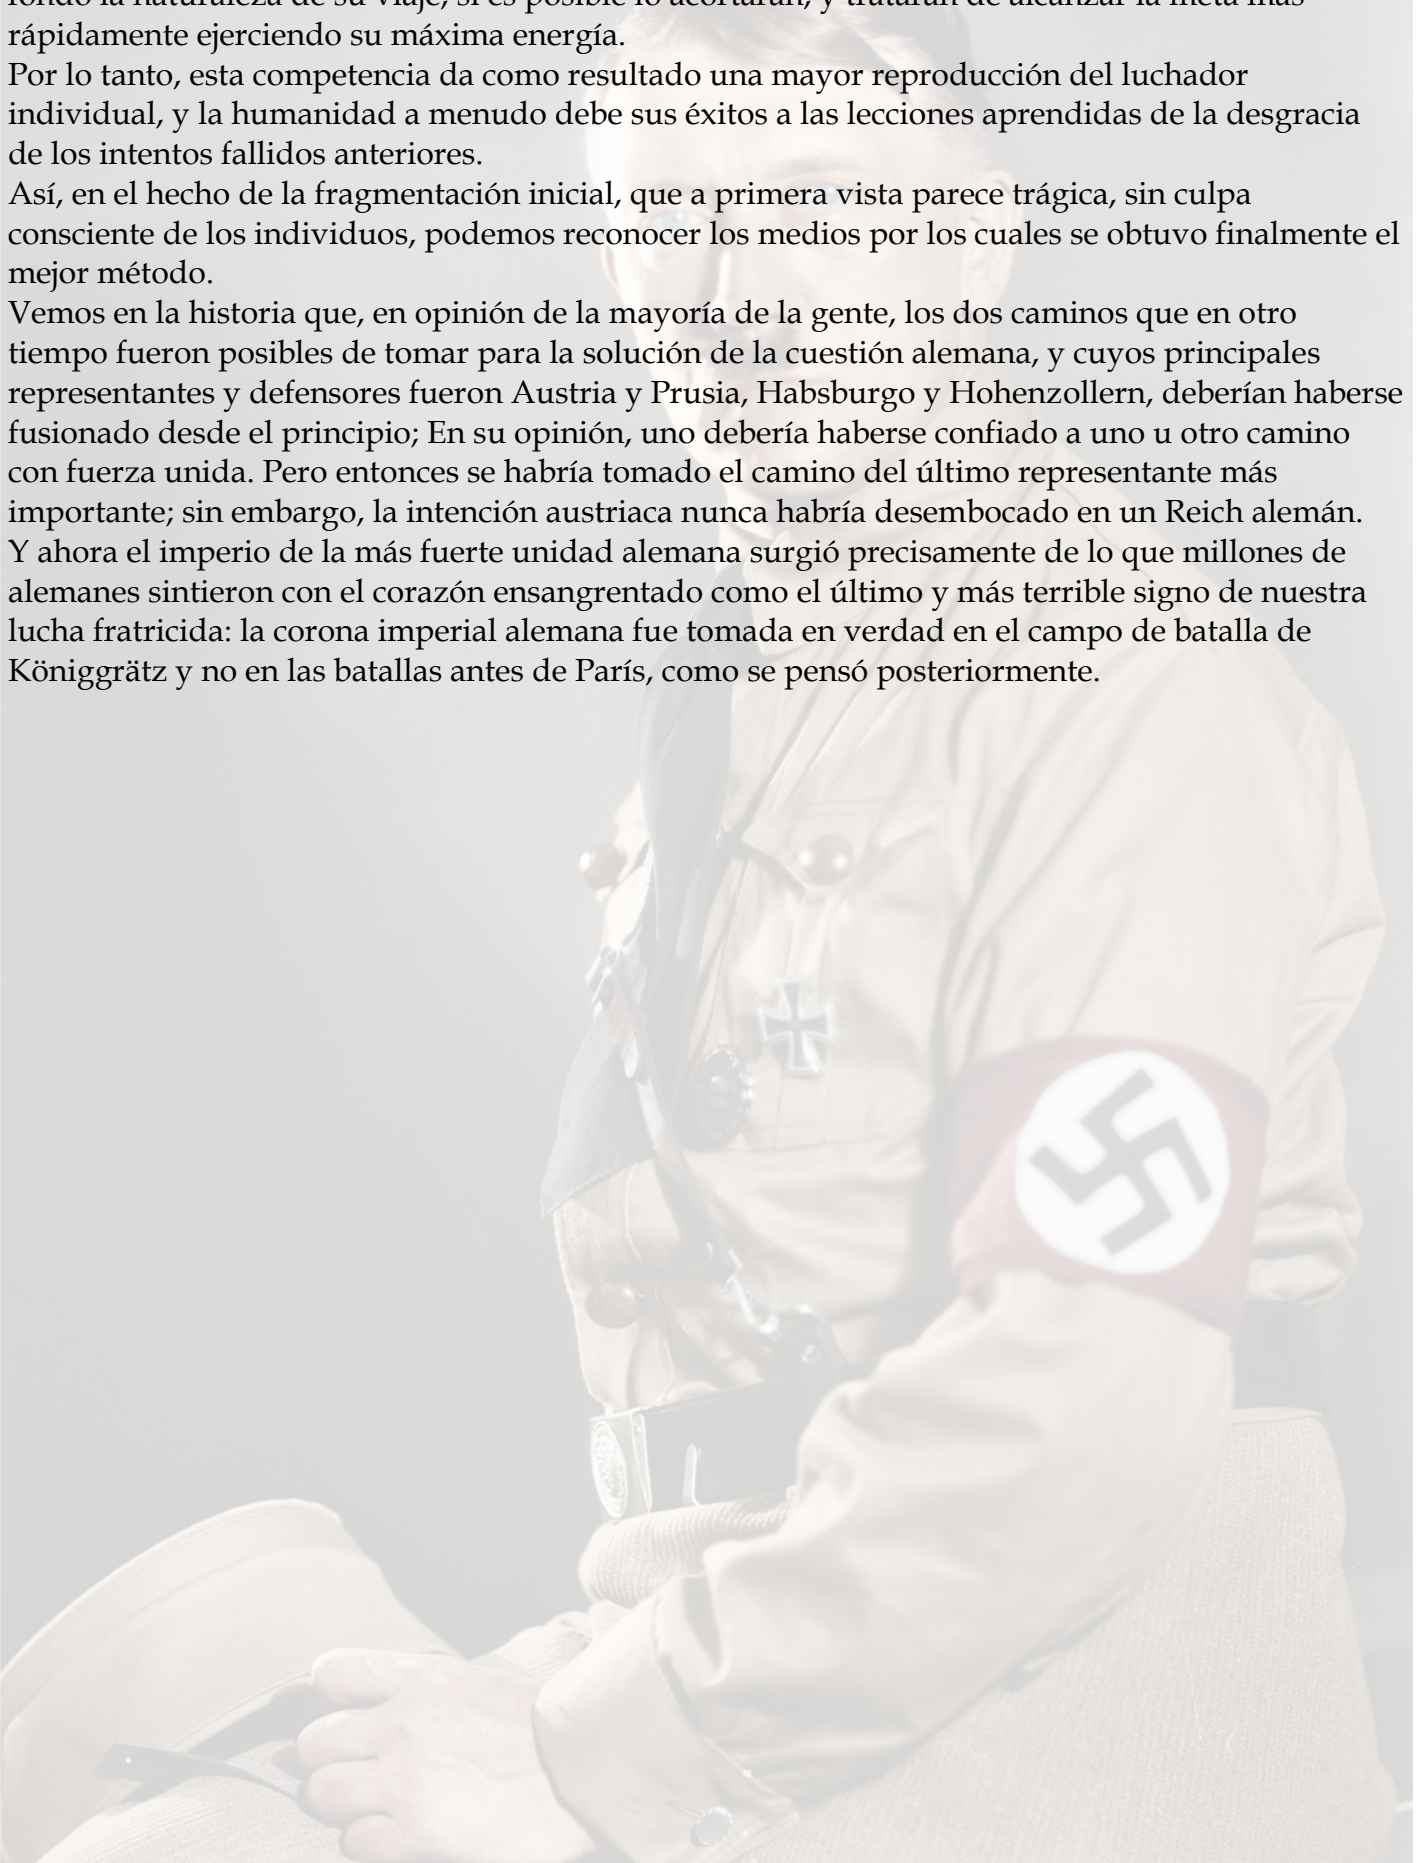 fondo la naturaleza de su viaje, si es posible lo acortarán, y tratarán de alcanzar la meta más
rápidamente ejerciendo su máxima energía.
Por lo tanto, esta competencia da como resultado una mayor reproducción del luchador
individual, y la humanidad a menudo debe sus éxitos a las lecciones aprendidas de la desgracia
de los intentos fallidos anteriores.
Así, en el hecho de la fragmentación inicial, que a primera vista parece trágica, sin culpa
consciente de los individuos, podemos reconocer los medios por los cuales se obtuvo finalmente el
mejor método.
Vemos en la historia que, en opinión de la mayoría de la gente, los dos caminos que en otro
tiempo fueron posibles de tomar para la solución de la cuestión alemana, y cuyos principales
representantes y defensores fueron Austria y Prusia, Habsburgo y Hohenzollern, deberían haberse
fusionado desde el principio; En su opinión, uno debería haberse confiado a uno u otro camino
con fuerza unida. Pero entonces se habría tomado el camino del último representante más
importante; sin embargo, la intención austriaca nunca habría desembocado en un Reich alemán.
Y ahora el imperio de la más fuerte unidad alemana surgió precisamente de lo que millones de
alemanes sintieron con el corazón ensangrentado como el último y más terrible signo de nuestra
lucha fratricida: la corona imperial alemana fue tomada en verdad en el campo de batalla de
Königgrätz y no en las batallas antes de París, como se pensó posteriormente.